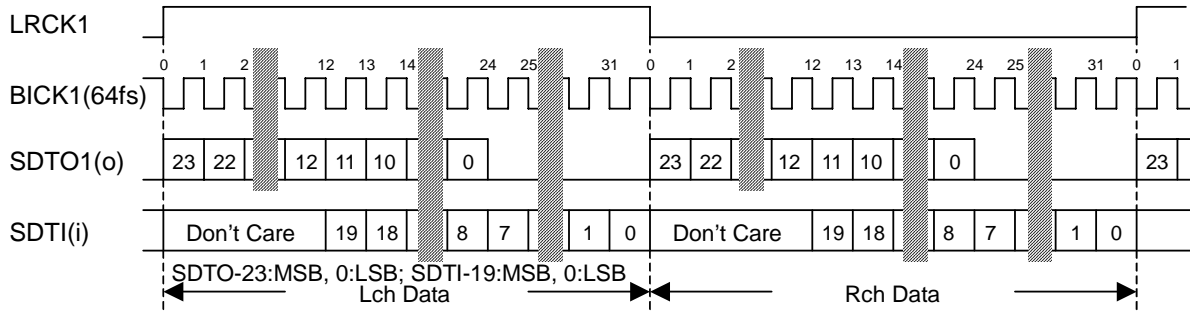 LRCK1
0 1 2 12 13 14 24 25 31 0 1 2 12 13 14 24 25 31 0 1
BICK1(64fs)
SDTO1(o) 23 22 12 11 10 0 23 22 12 11 10 0 23
SDTI(i) Don't Care 19 18 8 7 1 0 Don't Care 19 18 8 7 1 0
SDTO-23:MSB, 0:LSB; SDTI-19:MSB, 0:LSB
Lch Data Rch Data